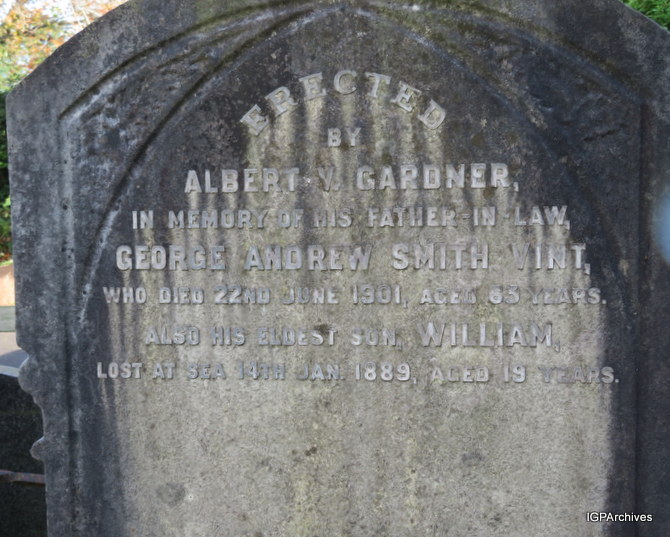 ERECTED
BY
ALBERT V. GARDNER,
IN MEMORY OF HIS FATHER-IN-LAW,
GEORGE ANDREW SMITH VINT,
WHO DIED 22ND JUNE 1901, AGED 63 YEARS.
ALSO HIS ELDEST SON, WILLIAM,
LOST AT SEA 14TH JAN. 1889, AGED 19 YEARS.
IGPArchives